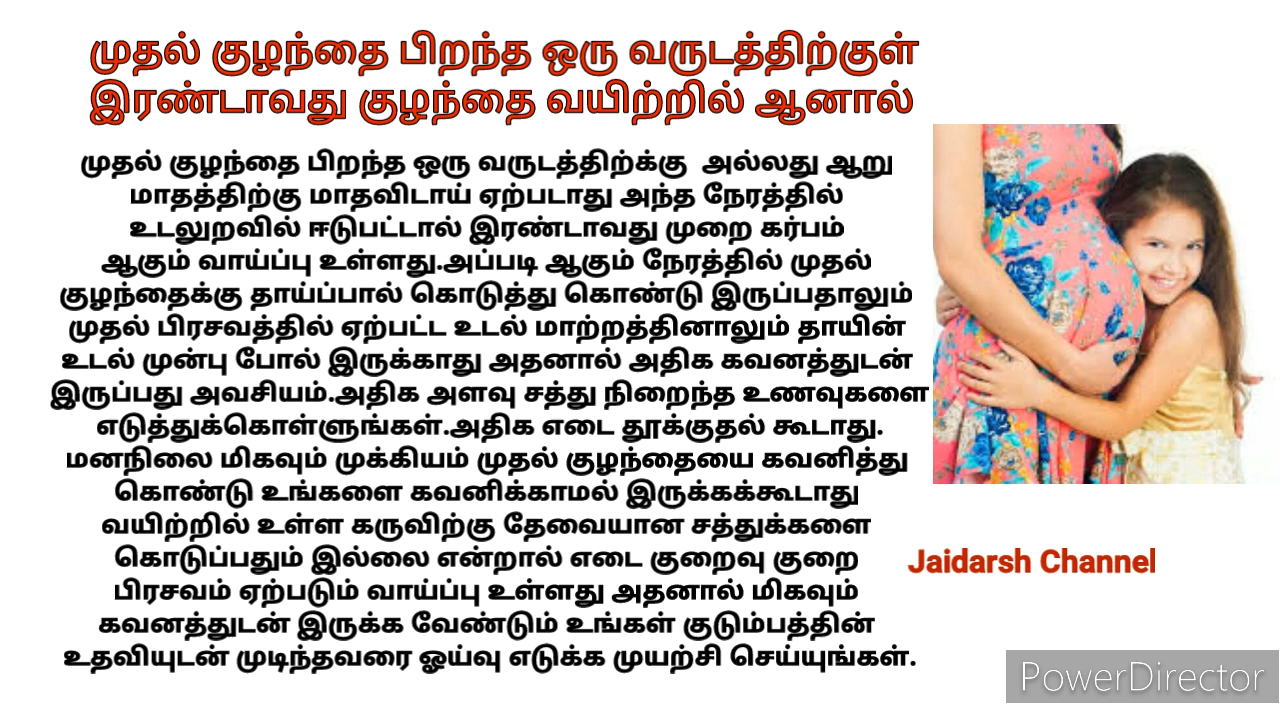 முதல் குழந்தை பிறந்த ஒரு வருடத்திற்குள்
இரண்டாவது குழந்தை வயிற்றில் ஆனால்
முதல் குழந்தை பிறந்த ஒரு வருடத்திற்க்கு அல்லது ஆறு
மாதத்திற்கு மாதவிடாய் ஏற்படாது அந்த நேரத்தில்
உடலுறவில் ஈடுபட்டால் இரண்டாவது முறை கர்பம்
ஆகும் வாய்ப்பு உள்ளது.அப்படி ஆகும் நேரத்தில் முதல்
குழந்தைக்கு தாய்ப்பால் கொடுத்து கொண்டு இருப்பதாலும்
முதல் பிரசவத்தில் ஏற்பட்ட உடல் மாற்றத்தினாலும் தாயின்
உடல் முன்பு போல் இருக்காது அதனால் அதிக கவனத்துடன்
இருப்பது அவசியம்.அதிக அளவு சத்து நிறைந்த உணவுகளை
எடுத்துக்கொள்ளுங்கள்.அதிக எடை தூக்குதல் கூடாது.
மனநிலை மிகவும் முக்கியம் முதல் குழந்தையை கவனித்து
கொண்டு உங்களை கவனிக்காமல் இருக்கக்கூடாது
வயிற்றில் உள்ள கருவிற்கு தேவையான சத்துக்களை
கொடுப்பதும் இல்லை என்றால் எடை குறைவு குறை
பிரசவம் ஏற்படும் வாய்ப்பு உள்ளது அதனால் மிகவும்
கவனத்துடன் இருக்க வேண்டும் உங்கள் குடும்பத்தின்
உதவியுடன் முடிந்தவரை ஓய்வு எடுக்க முயற்சி செய்யுங்கள்.
Jaidarsh Channel
PowerDirector